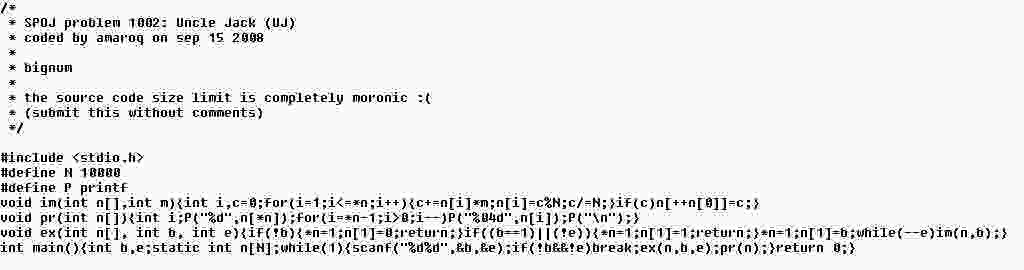 /*
 * SPOJ problem 1002: Uncle Jack (UJ)
 * coded by amaroq on sep 15 2008
 *
 * bignum
 *
 * the source code size limit is completely moronic :(
 * (submit this without comments)
 */
#include <stdio.h>
#define N 10000
#define P printf
void im(int n[],int m){int i,c=0;for(i=1;i<=*n;i++){c+=n[i]*m;n[i]=c%N;c/=N;}if(c)n[++n[0]]=c;}
void pr(int n[]){int i;P("%d",n[*n]);for(i=*n-1;i>0;i--)P("%04d",n[i]);P("\n");}
void ex(int n[], int b, int e){if(!b){*n=1;n[1]=0;return;}if((b==1)||(!e)){*n=1;n[1]=1;return;}*n=1;n[1]=b;while(--e)im(n,b);}
int main(){int b,e;static int n[N];while(1){scanf("%d%d",&b,&e);if(!b&&!e)break;ex(n,b,e);pr(n);}return 0;}